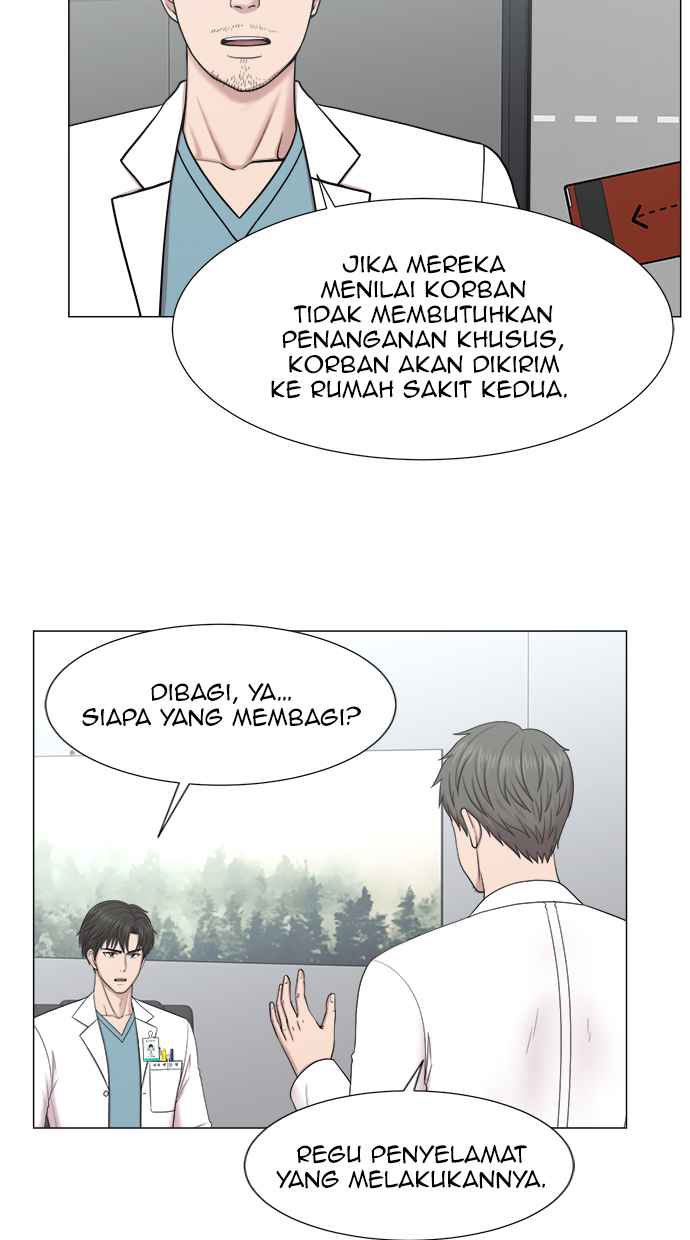 JIKA MEREKA
MENILAI KORBAN
TIDAK MEMBUTUHKAN
PENANGANAN KHUSUS,
KORBAN AKAN DIKIRIM
KE RUMAH SAKIT KEDUA.
DIBAGI, YA...
SIAPA YANG MEMBAGI?
REGU PENYELAMAT
YANG MELAKUKANNYA.